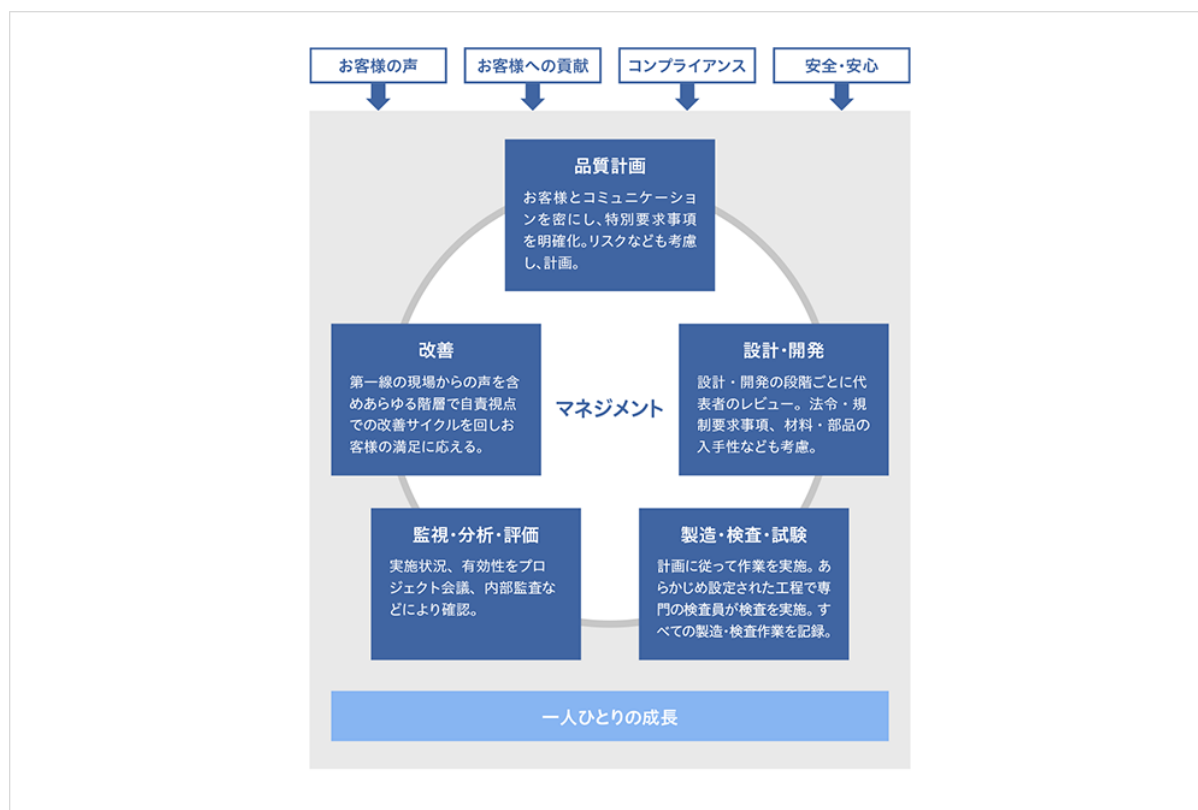 お客様の声
お客様への貢献
コンプライアンス
安全・安心
品質計画
お客様とコミュニケーショ
ンを密にし、特別要求事項
を明確化。リスクなども考慮
し、計画。
改善
第一線の現場からの声を含
めあらゆる階層で自責視点
での改善サイクルを回しお
客様の満足に応える。
マネジメント
設計・開発
設計・開発の段階ごとに代
表者のレビュー。法令・規
制要求事項、材料・部品の
入手性なども考慮。
監視・分析・評価
実施状況、有効性をプロ
ジェクト会議、内部監査な
どにより確認。
製造・検査・試験
計画に従って作業を実施。あ
らかじめ設定された工程で専
門の検査員が検査を実施。す
べての製造・検査作業を記録。
一人ひとりの成長